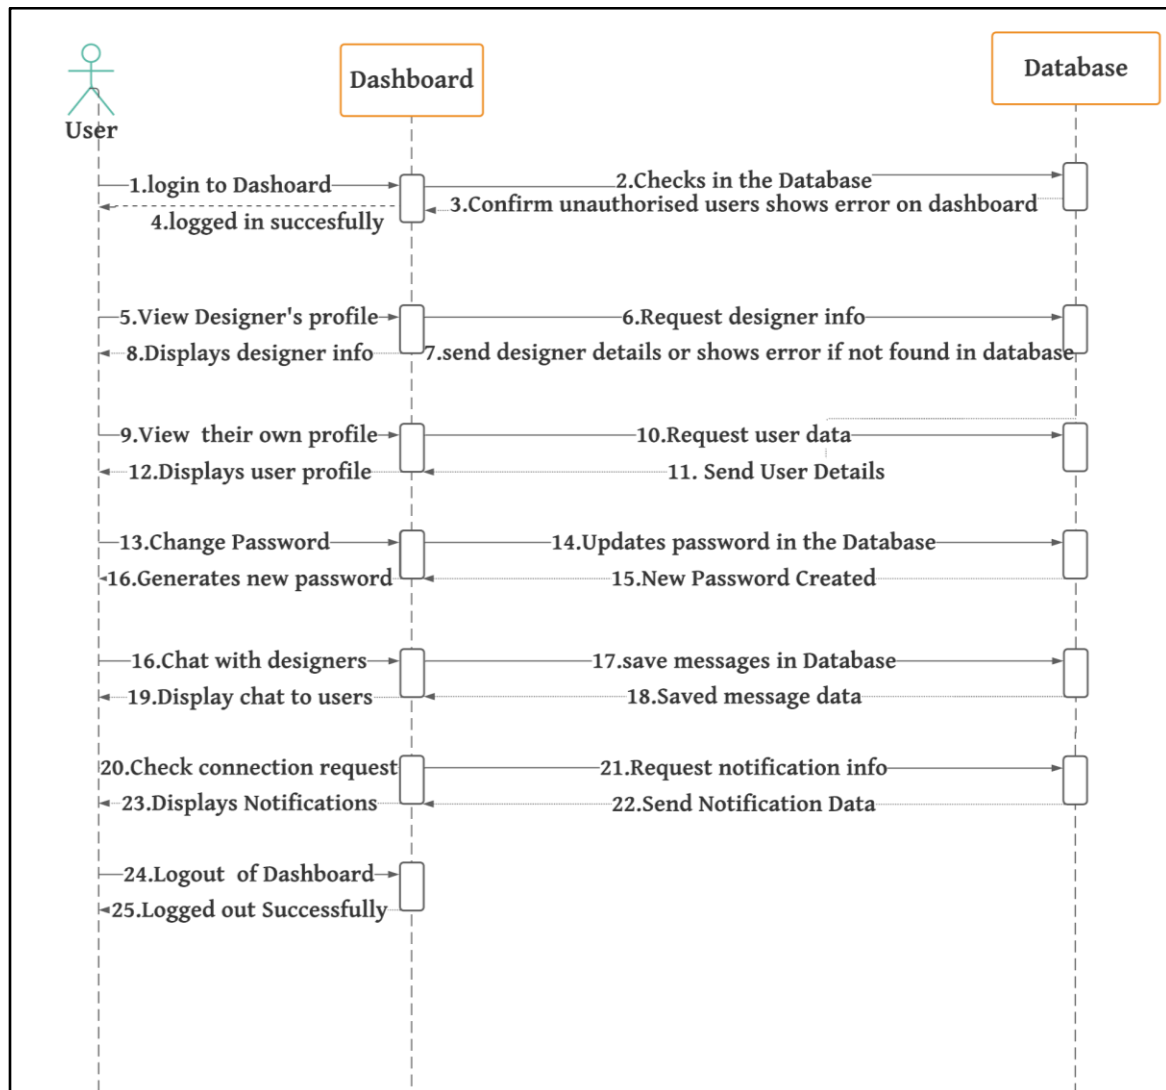 User
Dashboard
Database
1.login to Dashoard
2.Checks in the Database
3.Confirm unauthorised users shows error on dashboard
4.logged in succesfully
5.View Designer's profile
6.Request designer info
8.Displays designer info
7.send designer details or shows error if not found in database
9.View their own profile
10.Request user data
12.Displays user profile
11. Send User Details
13.Change Password
14.Updates password in the Database
16.Generates new password
15.New Password Created
16.Chat with designers
17.save messages in Database
19.Display chat to users
18.Saved message data
20.Check connection request
21.Request notification info
23.Displays Notifications
22.Send Notification Data
24.Logout of Dashboard
25.Logged out Successfully